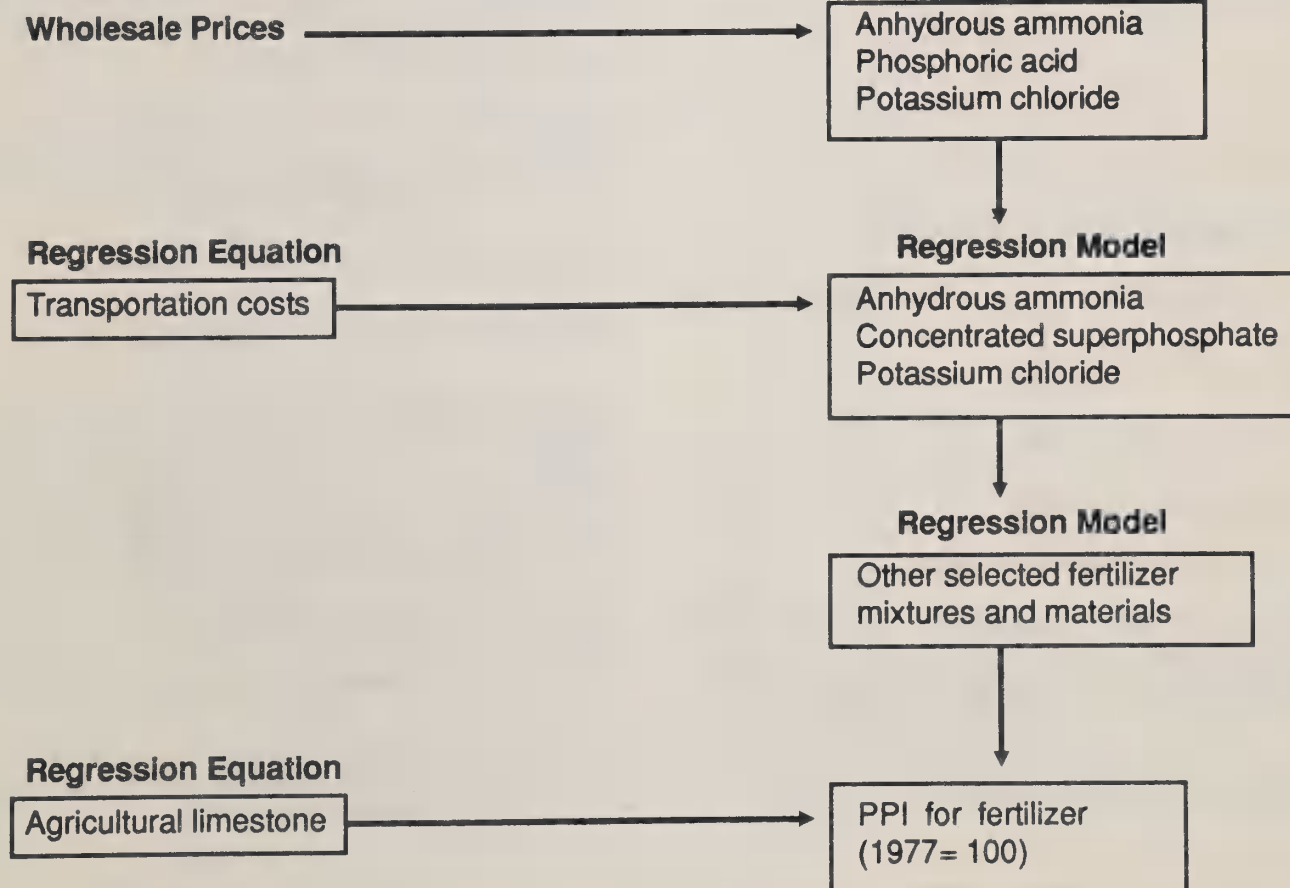 Wholesale Prices
Anhydrous ammonia
Phosphoric acid
Potassium chloride
Regression Equation
Transportation costs
Regression Model
Anhydrous ammonia
Concentrated superphosphate
Potassium chloride
Regression Model
Other selected fertilizer
mixtures and materials
Regression Equation
Agricultural limestone
PPI for fertilizer
(1977= 100)